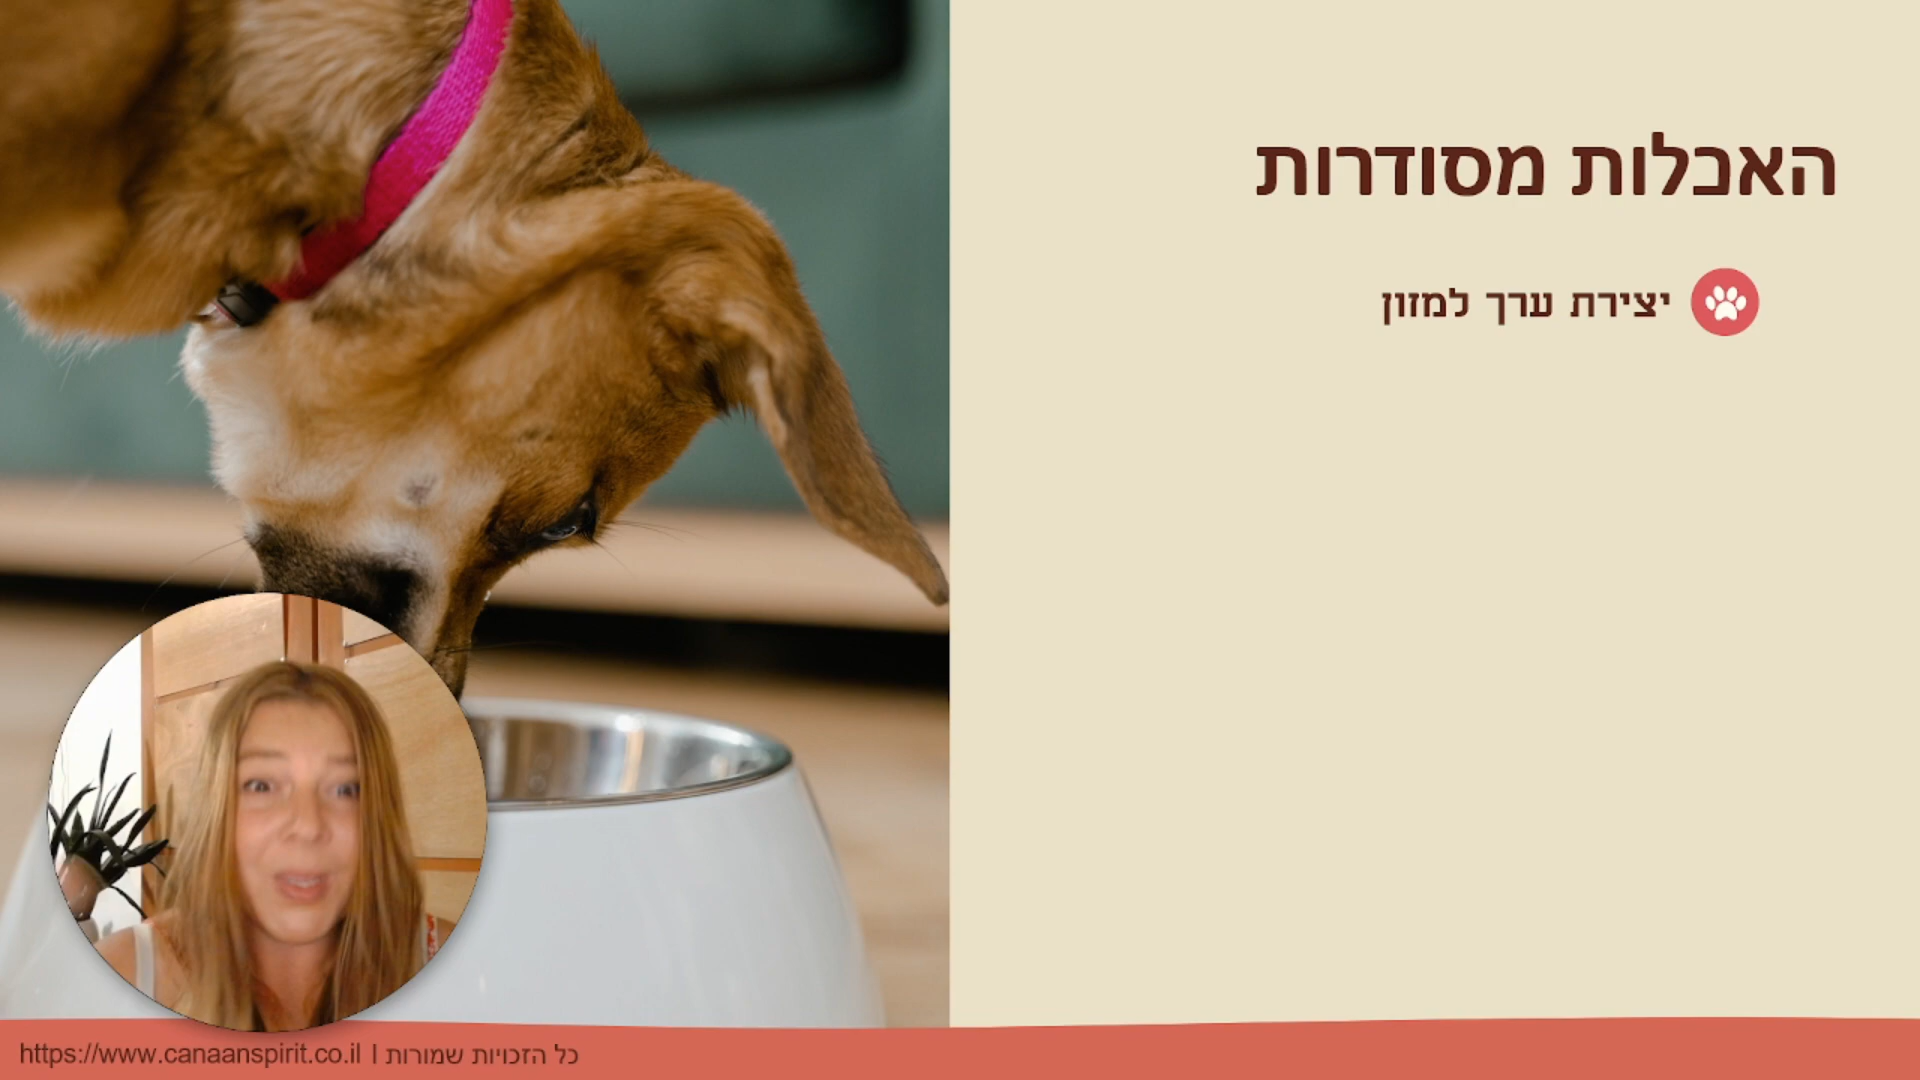 האכלות מסודרות
יצירת ערך למזון
https://www.canaanspirit.co.il | כל הזכויות שמורות